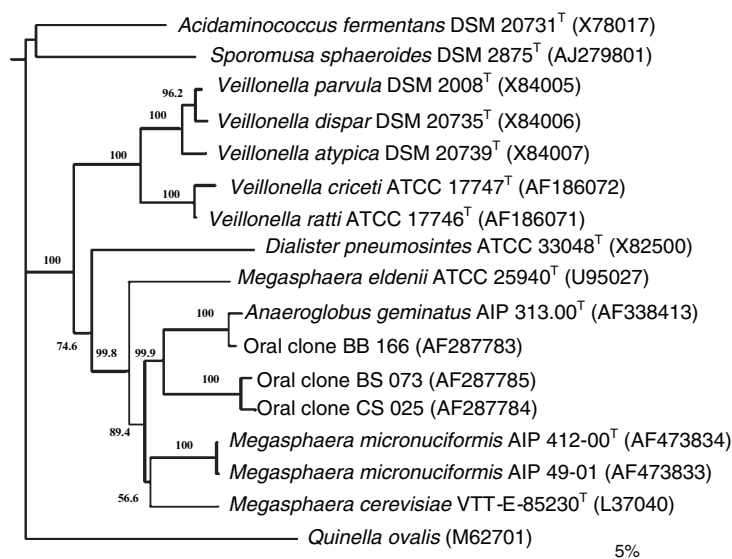 Acidaminococcus fermentans DSM 20731T (X78017)
Sporomusa sphaeroides DSM 2875T (AJ279801)
96.2
Veillonella parvula DSM 2008T (X84005)
100
Veillonella dispar DSM 20735T (X84006)
100
Veillonella atypica DSM 20739T (X84007)
100
Veillonella criceti ATCC 17747T (AF186072)
Veillonella ratti ATCC 17746T (AF186071)
100
Dialister pneumosintes ATCC 33048T (X82500)
Megasphaera eldenii ATCC 25940T (U95027)
100
Anaeroglobus geminatus AIP 313.00T (AF338413)
74.6
99.8
99.9
Oral clone BB 166 (AF287783)
100
Oral clone BS 073 (AF287785)
Oral clone CS 025 (AF287784)
89.4
100
Megasphaera micronuciformis AIP 412-00T (AF473834)
Megasphaera micronuciformis AIP 49-01 (AF473833)
56.6
Megasphaera cerevisiae VTT-E-85230T (L37040)
Quinella ovalis (M62701)
5%